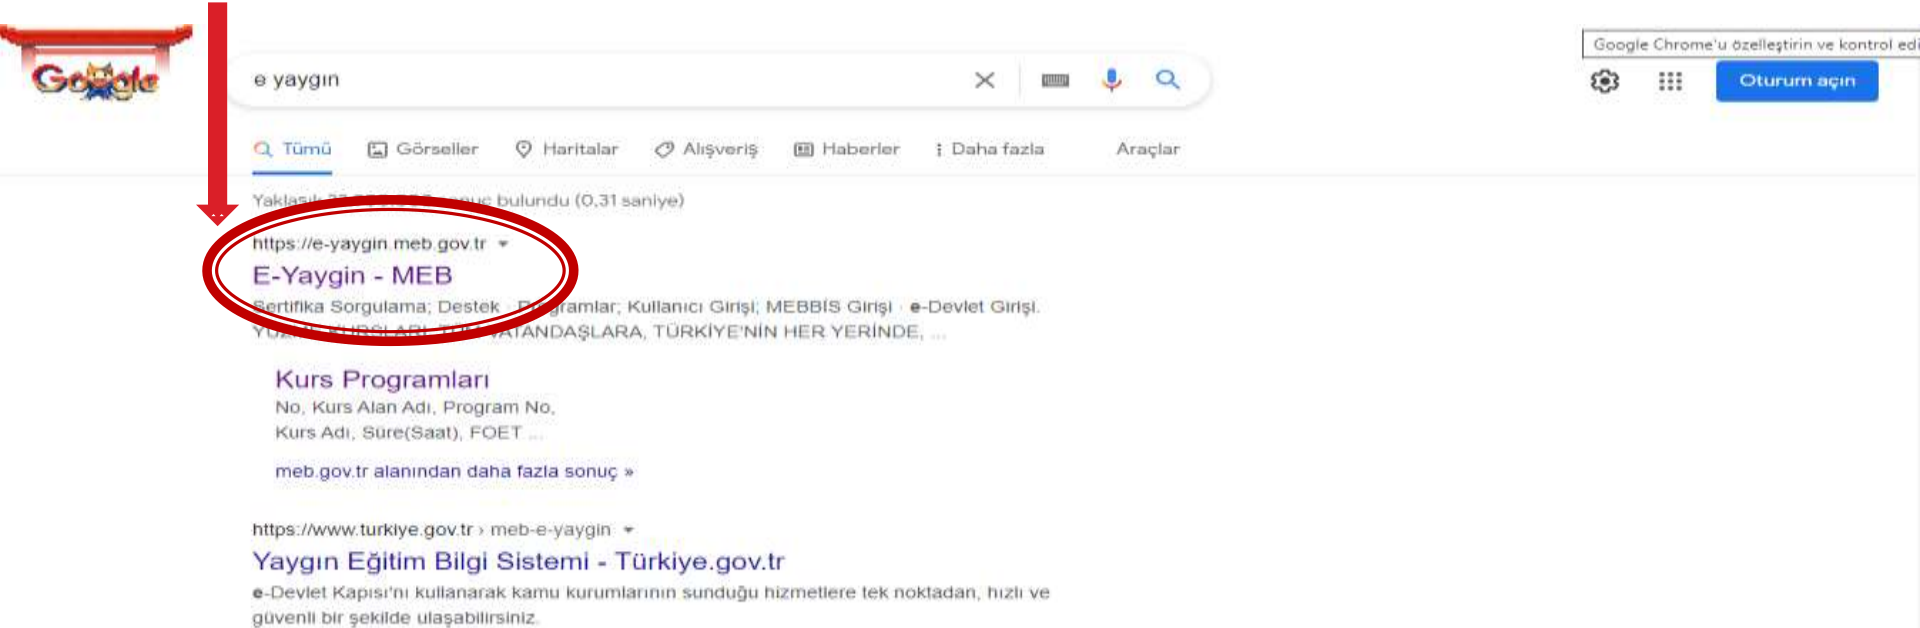 Google
Google Chrome'u özelleştirin ve kontrol edi
e yaygın
Oturum açın
Tümü Görseller Haritalar Alışveriş Haberler Daha fazla Araçlar
Yaklaşık bulundu (0,31 saniye)
https://e-yaygin.meb.gov.tr
E-Yaygin - MEB
Sertifika Sorgulama; Destek · Programlar; Kullanıcı Girişi; MEBBİS Girişi · e-Devlet Girişi.
TÜRKİYE'NİN HER YERİNDE, ...
Kurs Programları
No, Kurs Alan Adı, Program No,
Kurs Adı, Süre(Saat), FOET ...
meb.gov.tr alanından daha fazla sonuç »
https://www.turkiye.gov.tr › meb-e-yaygin
Yaygın Eğitim Bilgi Sistemi - Türkiye.gov.tr
e-Devlet Kapısı'nı kullanarak kamu kurumlarının sunduğu hizmetlere tek noktadan, hızlı ve
güvenli bir şekilde ulaşabilirsiniz.